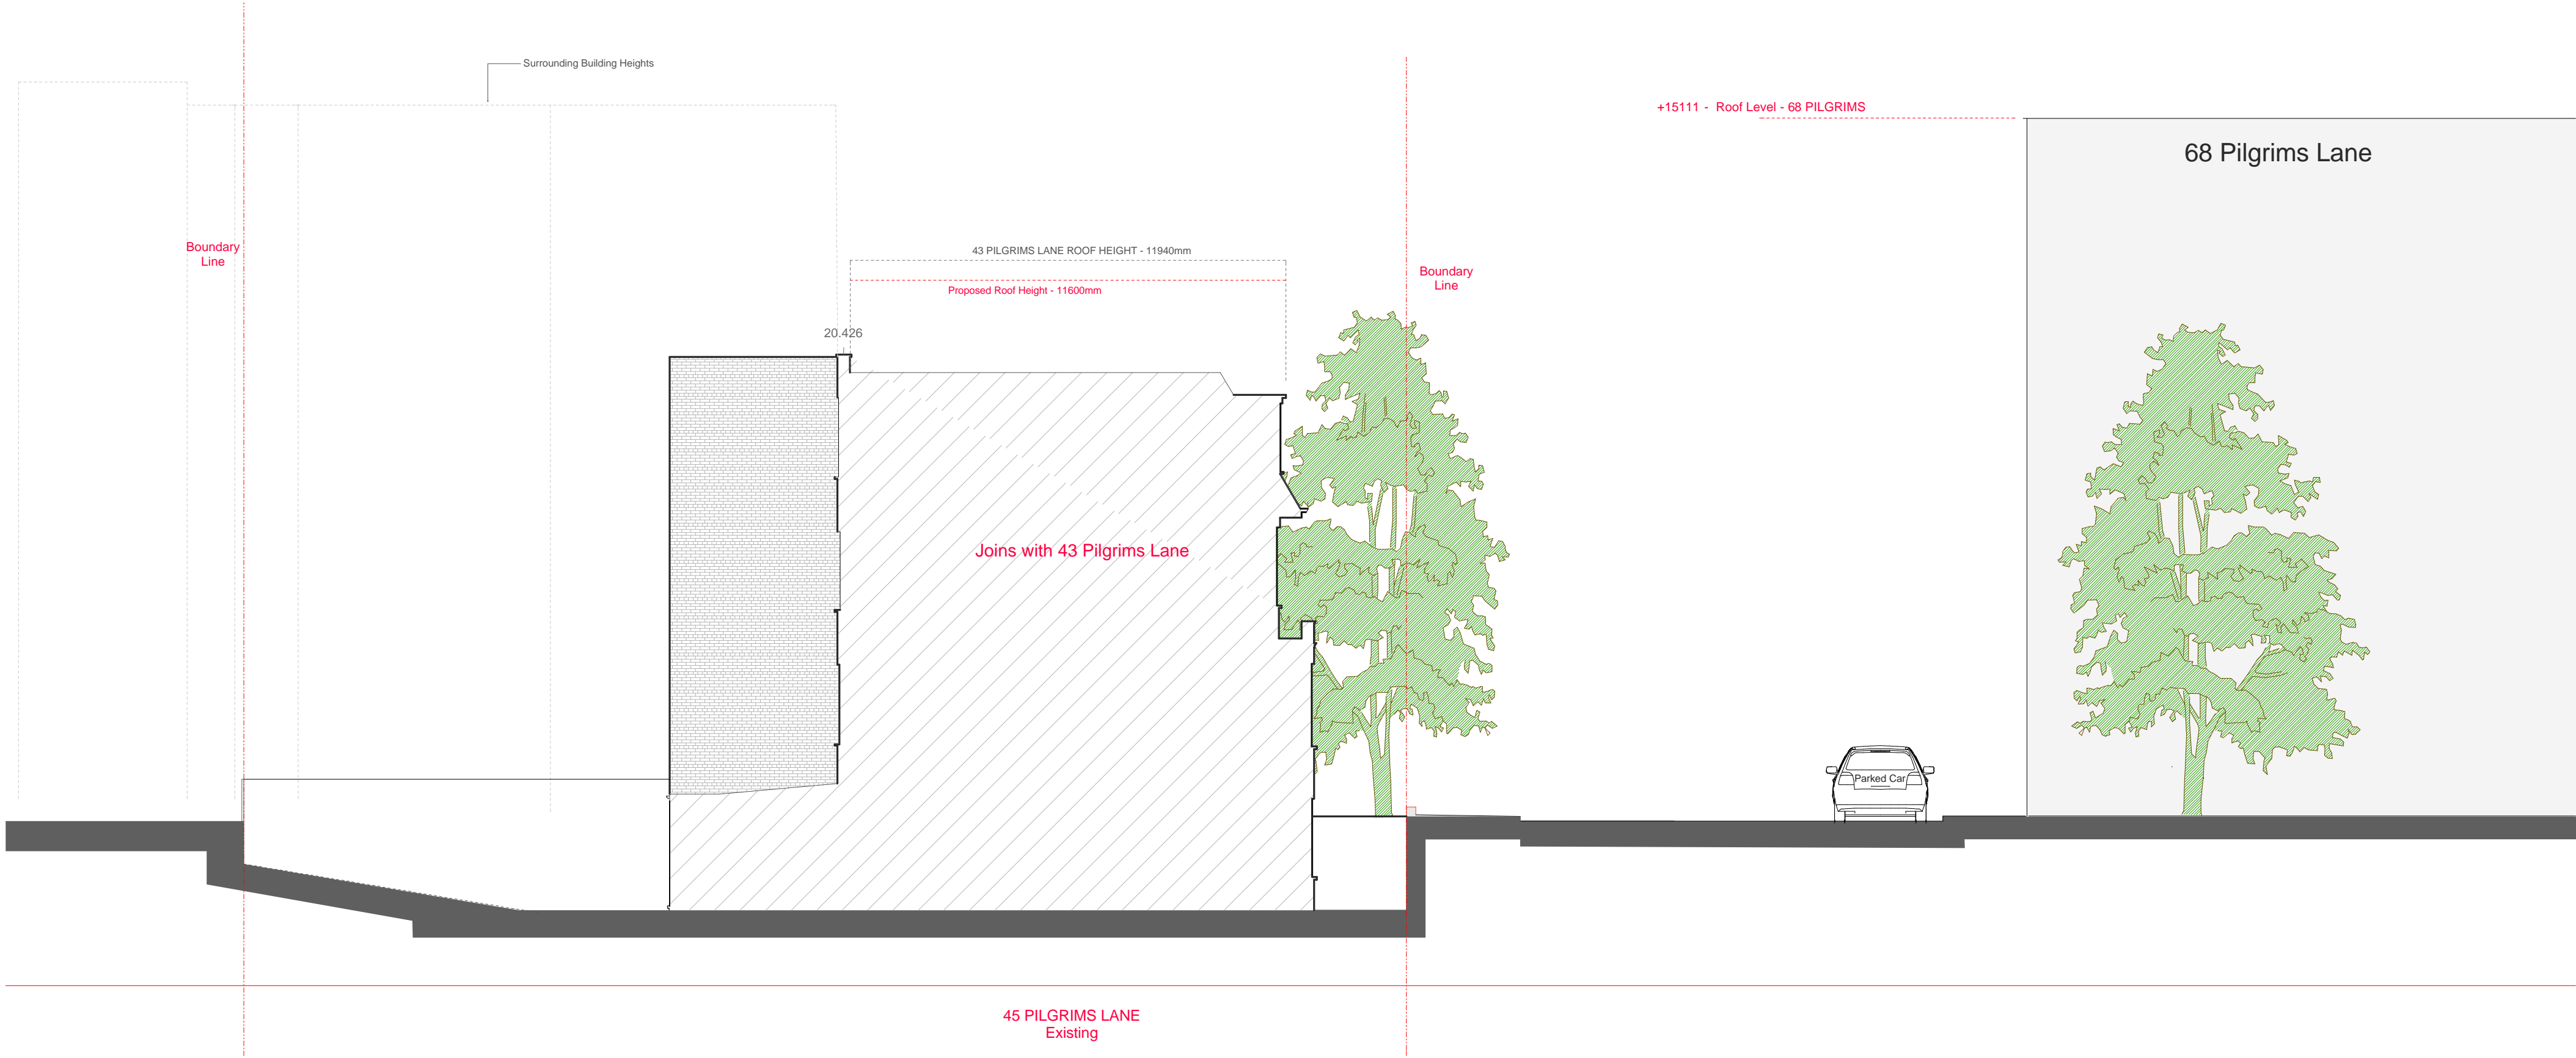 Surrounding Building Heights
+15111 - Roof Level - 68 PILGRIMS
68 Pilgrims Lane
Boundary
Line
43 PILGRIMS LANE ROOF HEIGHT - 11940mm
Boundary
Line
Proposed Roof Height - 11600mm
20.426
Joins with 43 Pilgrims Lane
Parked Car
45 PILGRIMS LANE
Existing